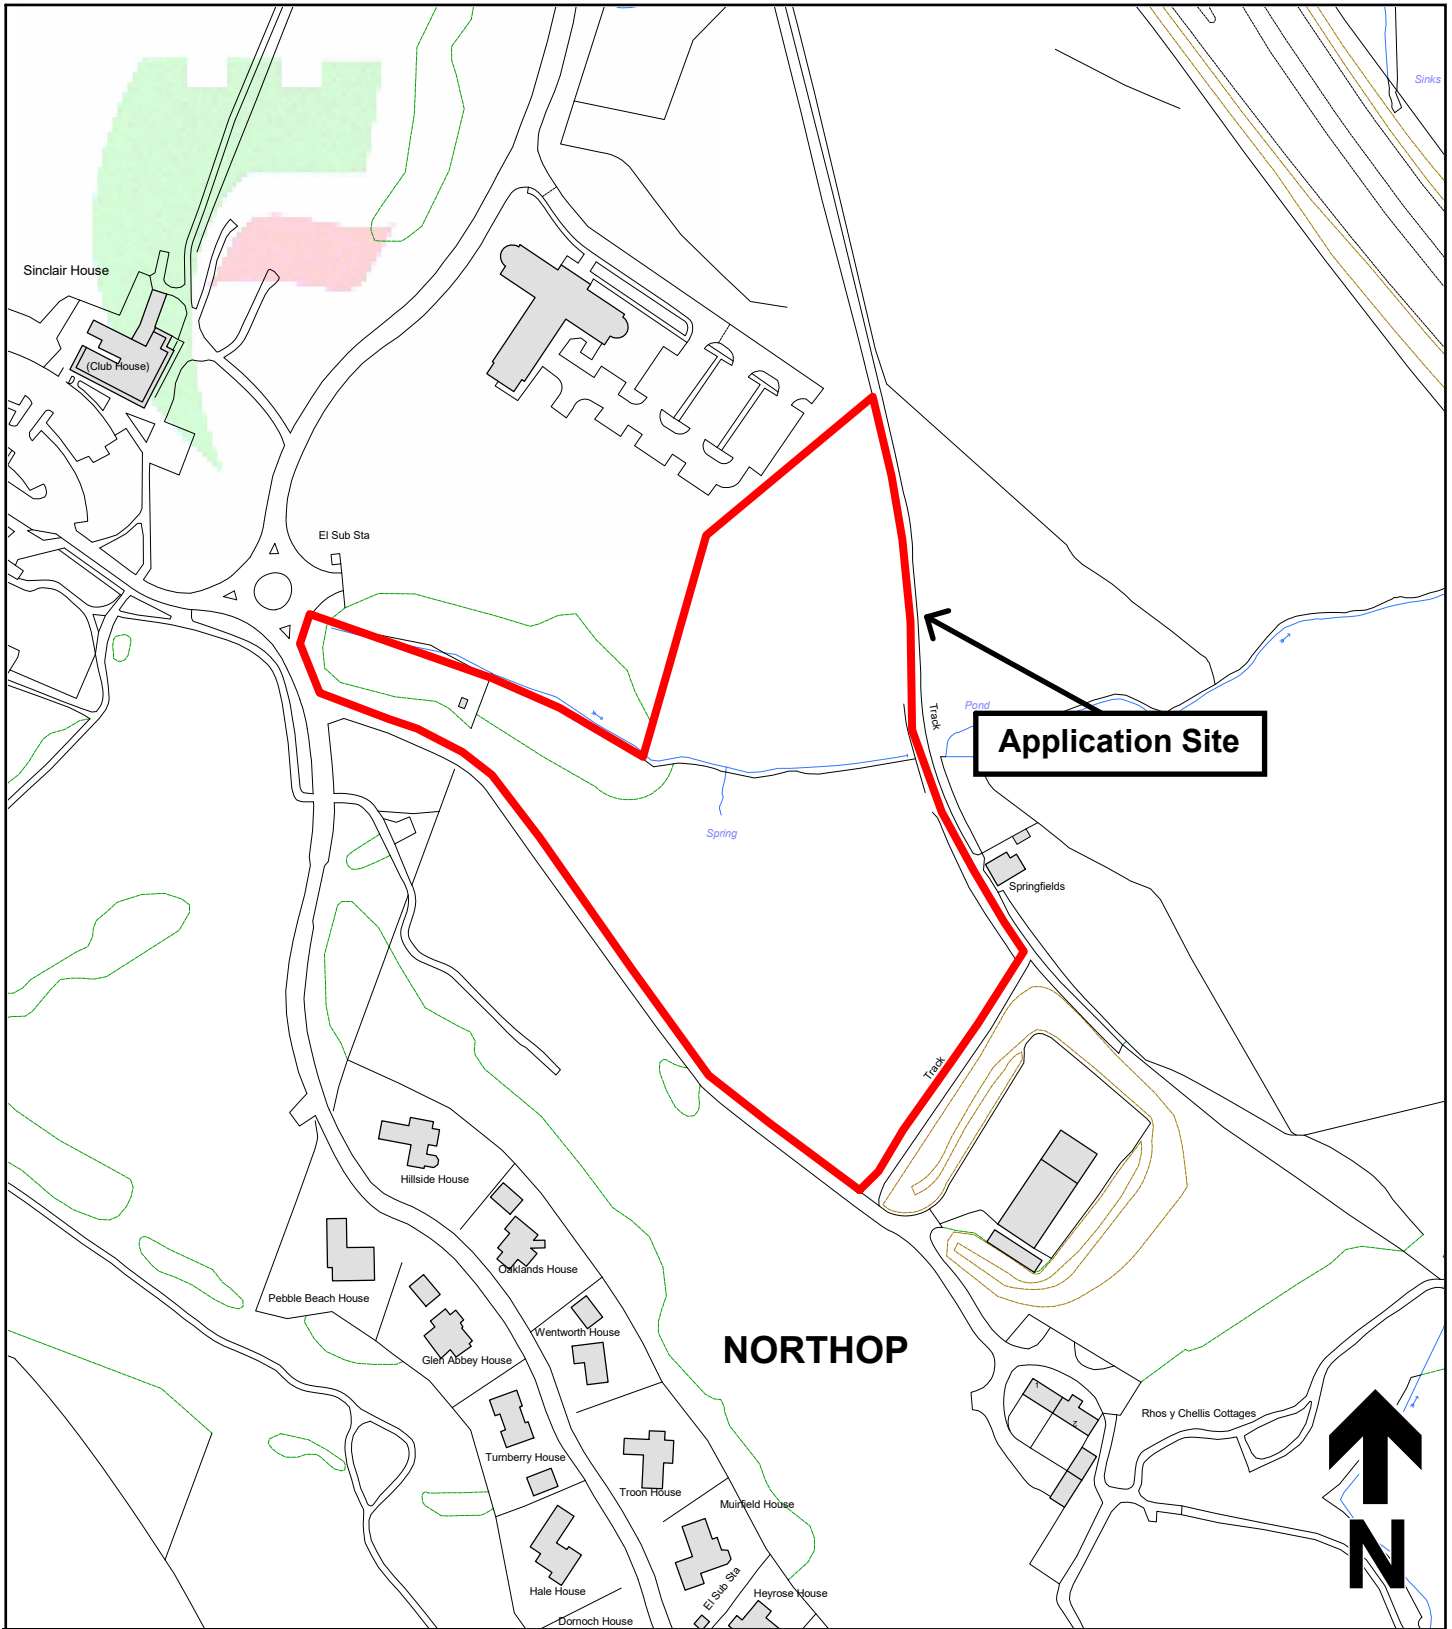 Sinks
Sinclair House
(Club House)
El Sub Sta
Track
Pond
Application Site
Spring
Springfields
Track
Hillside House
Oaklands House
Pebble Beach House
Wentworth House
NORTHOP
Glen Abbey House
Rhos y Chellis Cottages
Turnberry House
Troon House
Muirfield House
N
El Sub Sta
Hale House
Heyrose House
Dornoch House